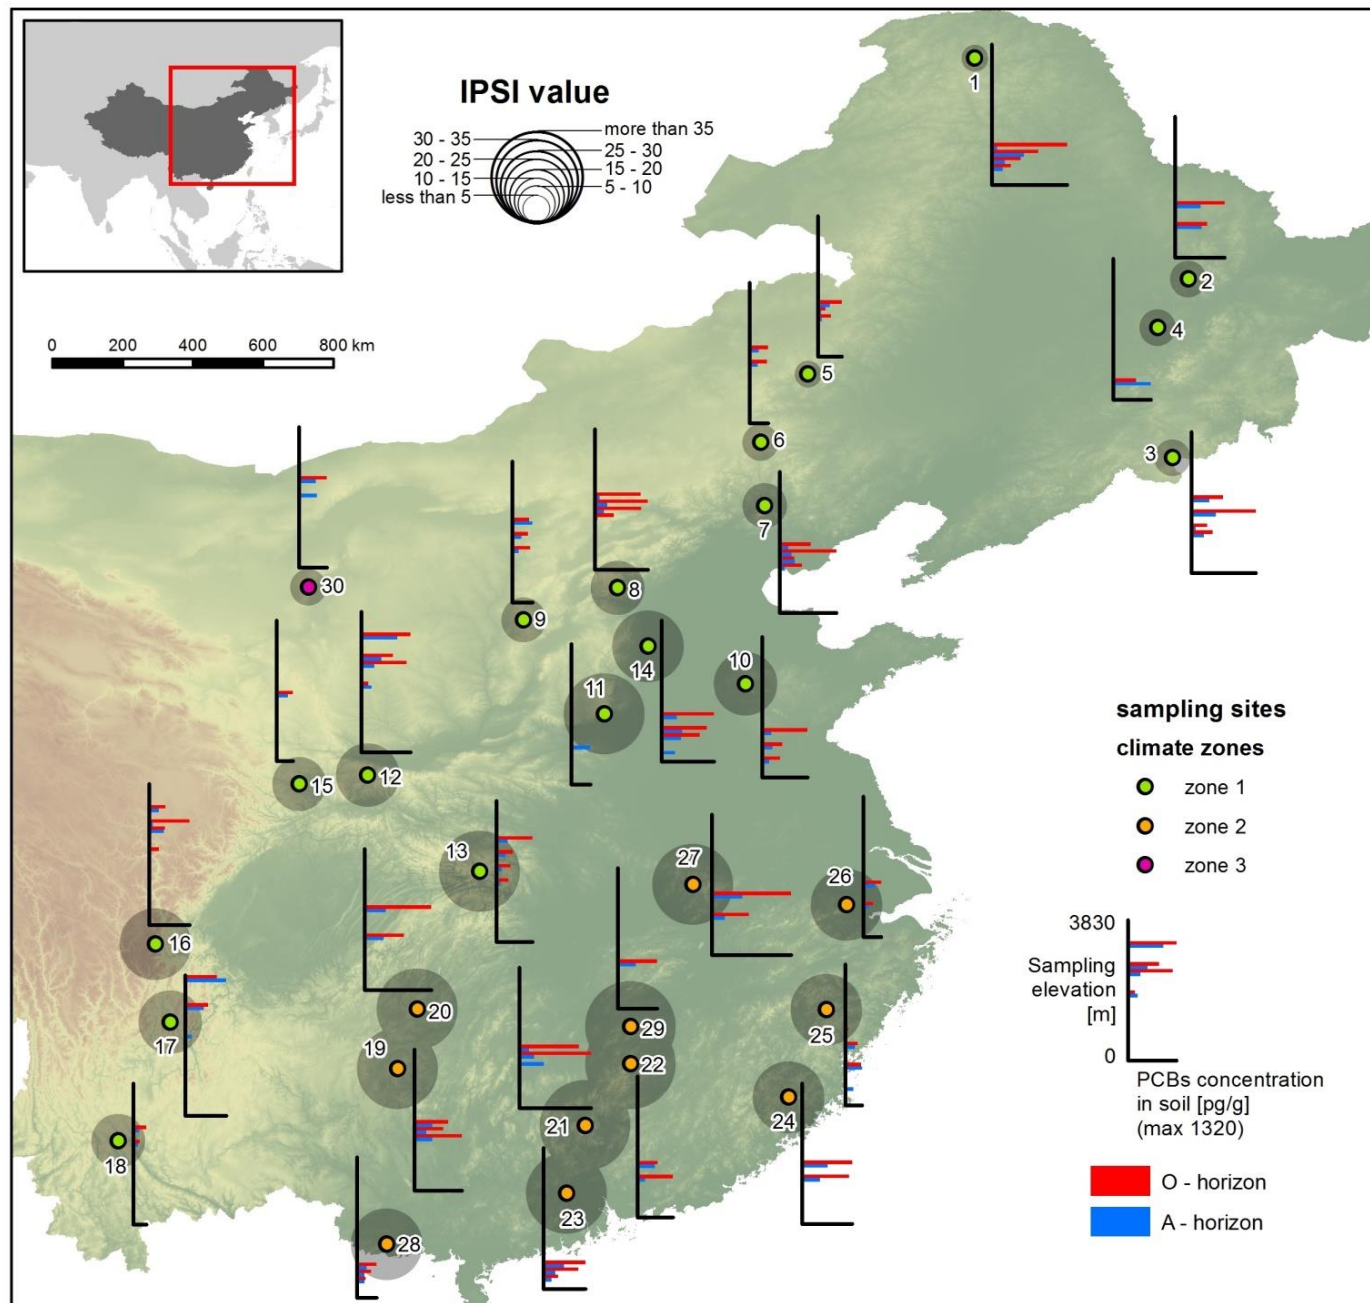 IPSI value
more than 35
30 - 35
25 - 30
20 - 25
15 - 20
10 - 15
5 - 10
less than 5
0 200 400 600 800 km
1
2
4
5
3
6
7
30
8
9
14
10
11
15
12
13
27
26
16
17
20
29
25
19
22
24
21
18
23
28
sampling sites
climate zones
zone 1
zone 2
zone 3
3830
Sampling
elevation
[m]
0
PCBs concentration
in soil [pg/g]
(max 1320)
O - horizon
A - horizon